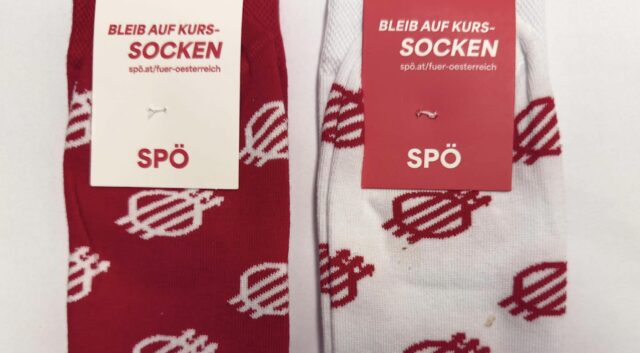 BLEIB AUF KURS-
SOCKEN
spö.at/fuer-oesterreich
SPÖ
BLEIB AUF KURS-
SOCKEN
spö.at/fuer-oesterreich
SPÖ